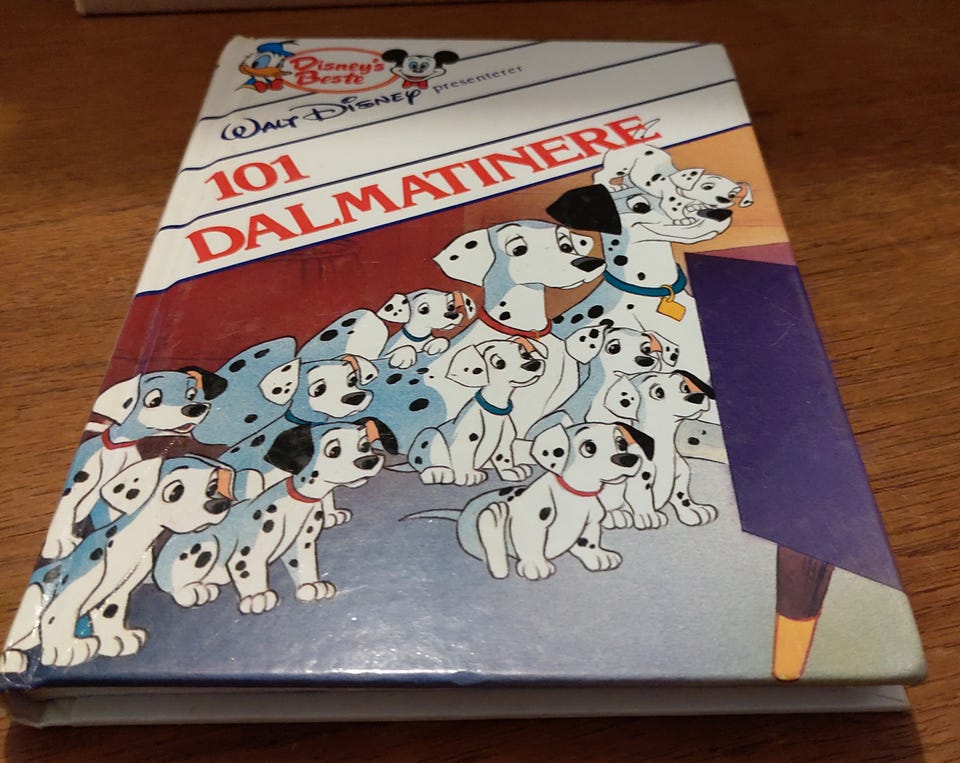 Disney's
Beste
WALT DISNEY presenterer
101
DALMATINERE